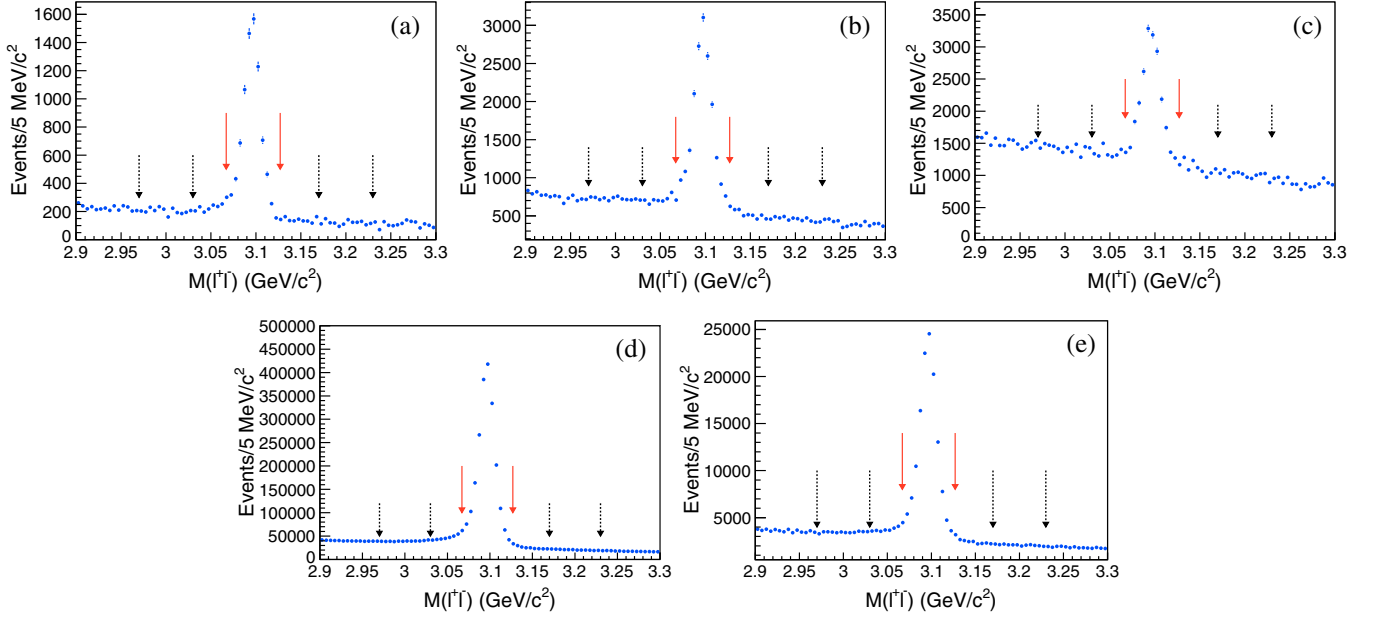 (a)
Events/5 MeV/c²
1600
1400
1200
1000
800
600
400
200
0
2.9 2.95 3 3.05 3.1 3.15 3.2 3.25 3.3
M(l⁺l⁻) (GeV/c²)
(b)
Events/5 MeV/c²
3000
2500
2000
1500
1000
500
2.9 2.95 3 3.05 3.1 3.15 3.2 3.25 3.3
M(l⁺l⁻) (GeV/c²)
(c)
Events/5 MeV/c²
3500
3000
2500
2000
1500
1000
500
0
2.9 2.95 3 3.05 3.1 3.15 3.2 3.25 3.3
M(l⁺l⁻) (GeV/c²)
(d)
Events/5 MeV/c²
500000
450000
400000
350000
300000
250000
200000
150000
100000
50000
0
2.9 2.95 3 3.05 3.1 3.15 3.2 3.25 3.3
M(l⁺l⁻) (GeV/c²)
(e)
Events/5 MeV/c²
25000
20000
15000
10000
5000
2.9 2.95 3 3.05 3.1 3.15 3.2 3.25 3.3
M(l⁺l⁻) (GeV/c²)